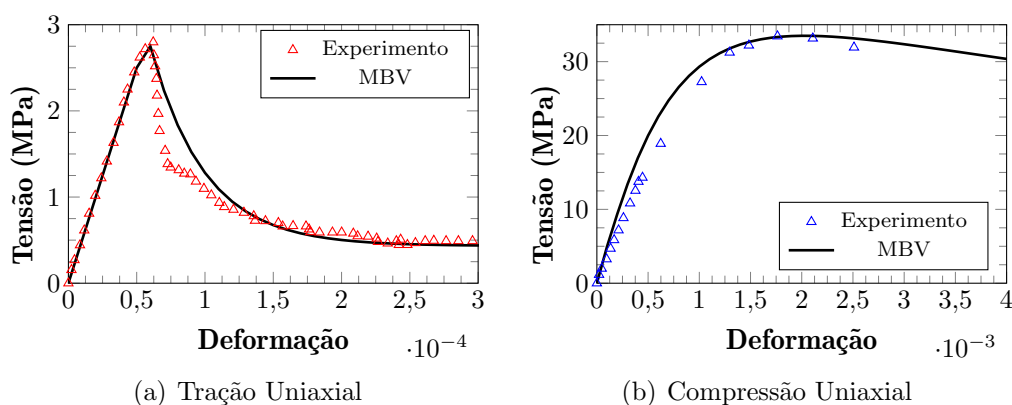 3
2
1
0
Tensão (MPa)
0 0,5 1 1,5 2 2,5 3
Deformação
·10⁻⁴
Experimento
MBV
(a) Tração Uniaxial
30
20
10
0
Tensão (MPa)
0 0,5 1 1,5 2 2,5 3 3,5 4
Deformação
·10⁻³
Experimento
MBV
(b) Compressão Uniaxial